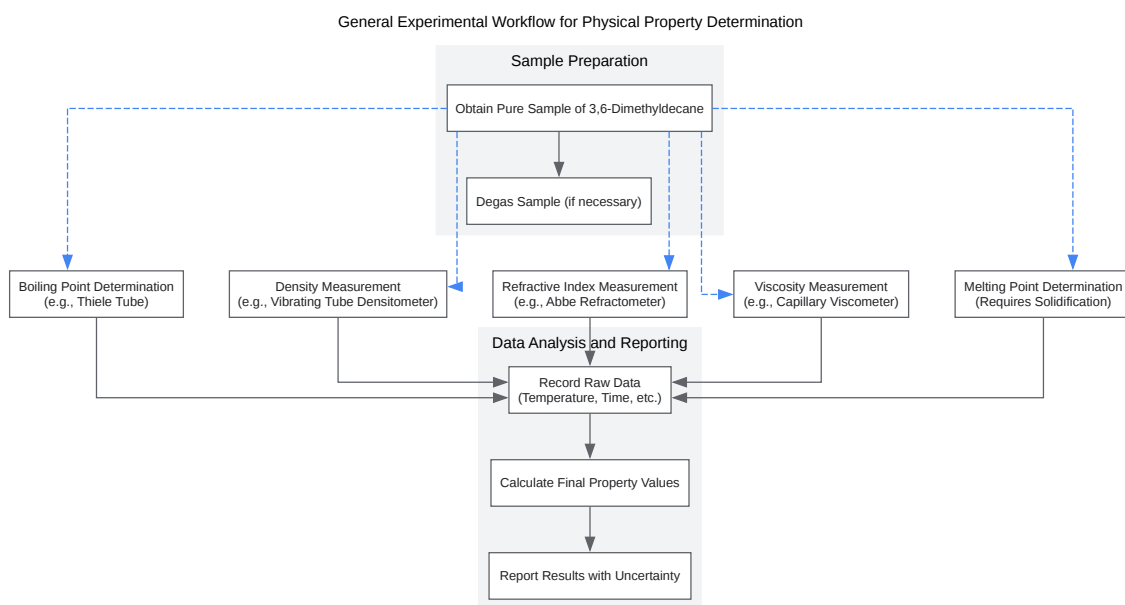 General Experimental Workflow for Physical Property Determination
Sample Preparation
Obtain Pure Sample of 3,6-Dimethyldecane
Degas Sample (if necessary)
Boiling Point Determination
(e.g., Thiele Tube)
Density Measurement
(e.g., Vibrating Tube Densitometer)
Refractive Index Measurement
(e.g., Abbe Refractometer)
Viscosity Measurement
(e.g., Capillary Viscometer)
Melting Point Determination
(Requires Solidification)
Data Analysis and Reporting
Record Raw Data
(Temperature, Time, etc.)
Calculate Final Property Values
Report Results with Uncertainty